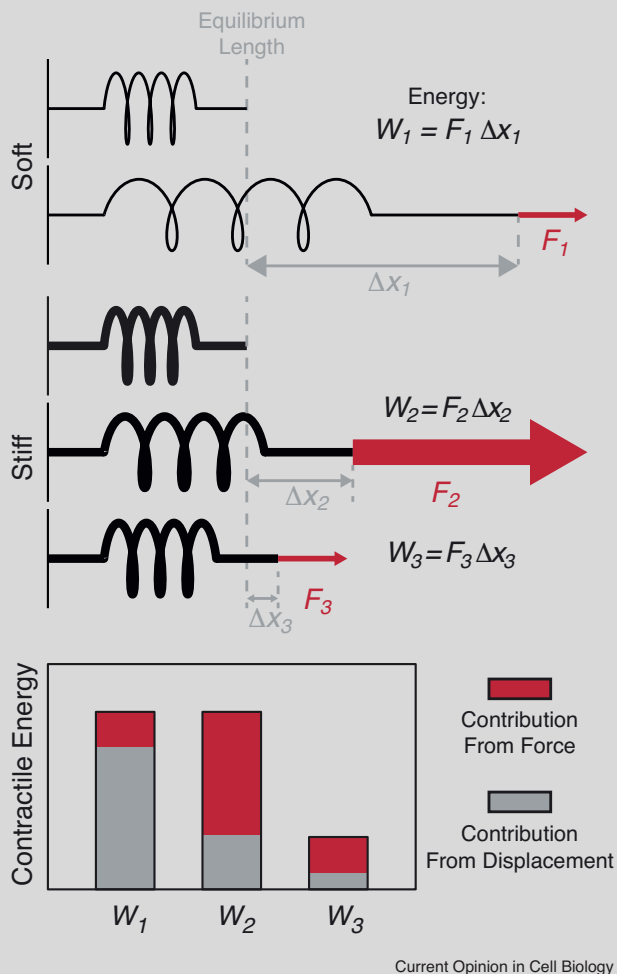 Equilibrium
Length
Soft
Energy:
W₁ = F₁ Δx₁
F₁
Δx₁
Stiff
W₂=F₂ Δx₂
Δx₂
F₂
W₃=F₃ Δx₃
F₃
Δx₃
Contractile Energy
W₁
W₂
W₃
Contribution
From Force
Contribution
From Displacement
Current Opinion in Cell Biology